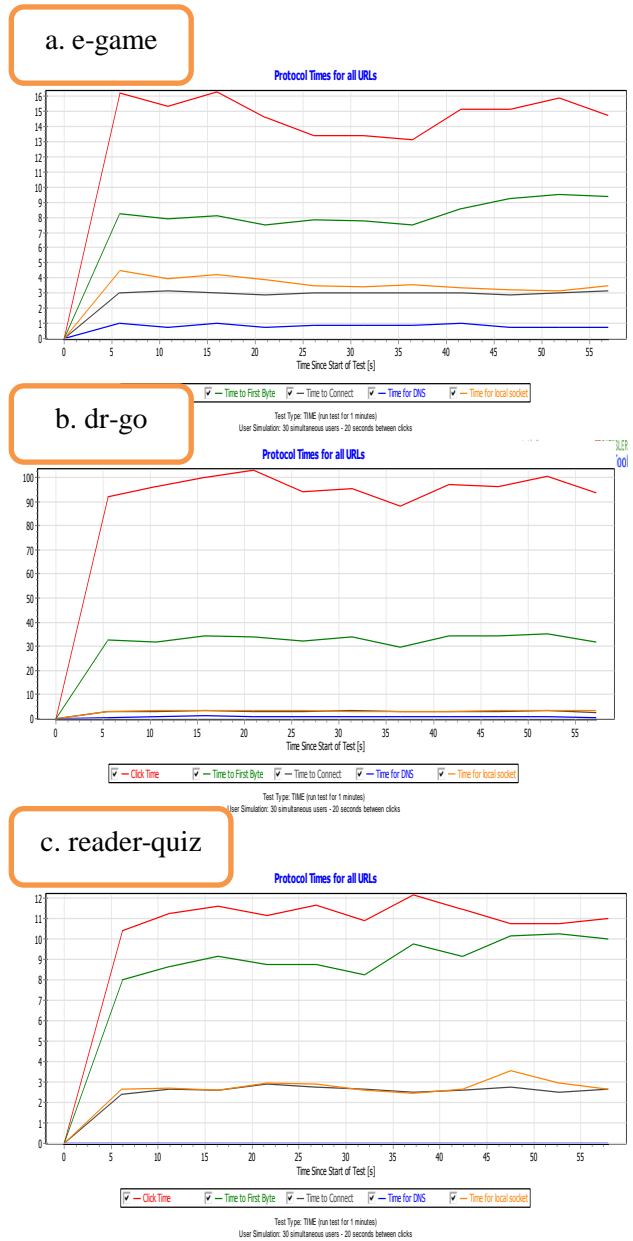 a. e-game
Protocol Times for all URLs
16
15
14
13
12
11
10
9
8
7
6
5
4
3
2
1
0
0 5 10 15 20 25 30 35 40 45 50 55
Time Since Start of Test [s]
Time to First Byte Time to Connect Time for DNS Time for local socket
Test Type: TIME (run test for 1 minutes)
User Simulation: 30 simultaneous users - 20 seconds between clicks
b. dr-go
Protocol Times for all URLs
100
90
80
70
60
50
40
30
20
10
0
0 5 10 15 20 25 30 35 40 45 50 55
Time Since Start of Test [s]
Click Time Time to First Byte Time to Connect Time for DNS Time for local socket
Test Type: TIME (run test for 1 minutes)
User Simulation: 30 simultaneous users - 20 seconds between clicks
c. reader-quiz
Protocol Times for all URLs
12
11
10
9
8
7
6
5
4
3
2
1
0
0 5 10 15 20 25 30 35 40 45 50 55
Time Since Start of Test [s]
Click Time Time to First Byte Time to Connect Time for DNS Time for local socket
Test Type: TIME (run test for 1 minutes)
User Simulation: 30 simultaneous users - 20 seconds between clicks